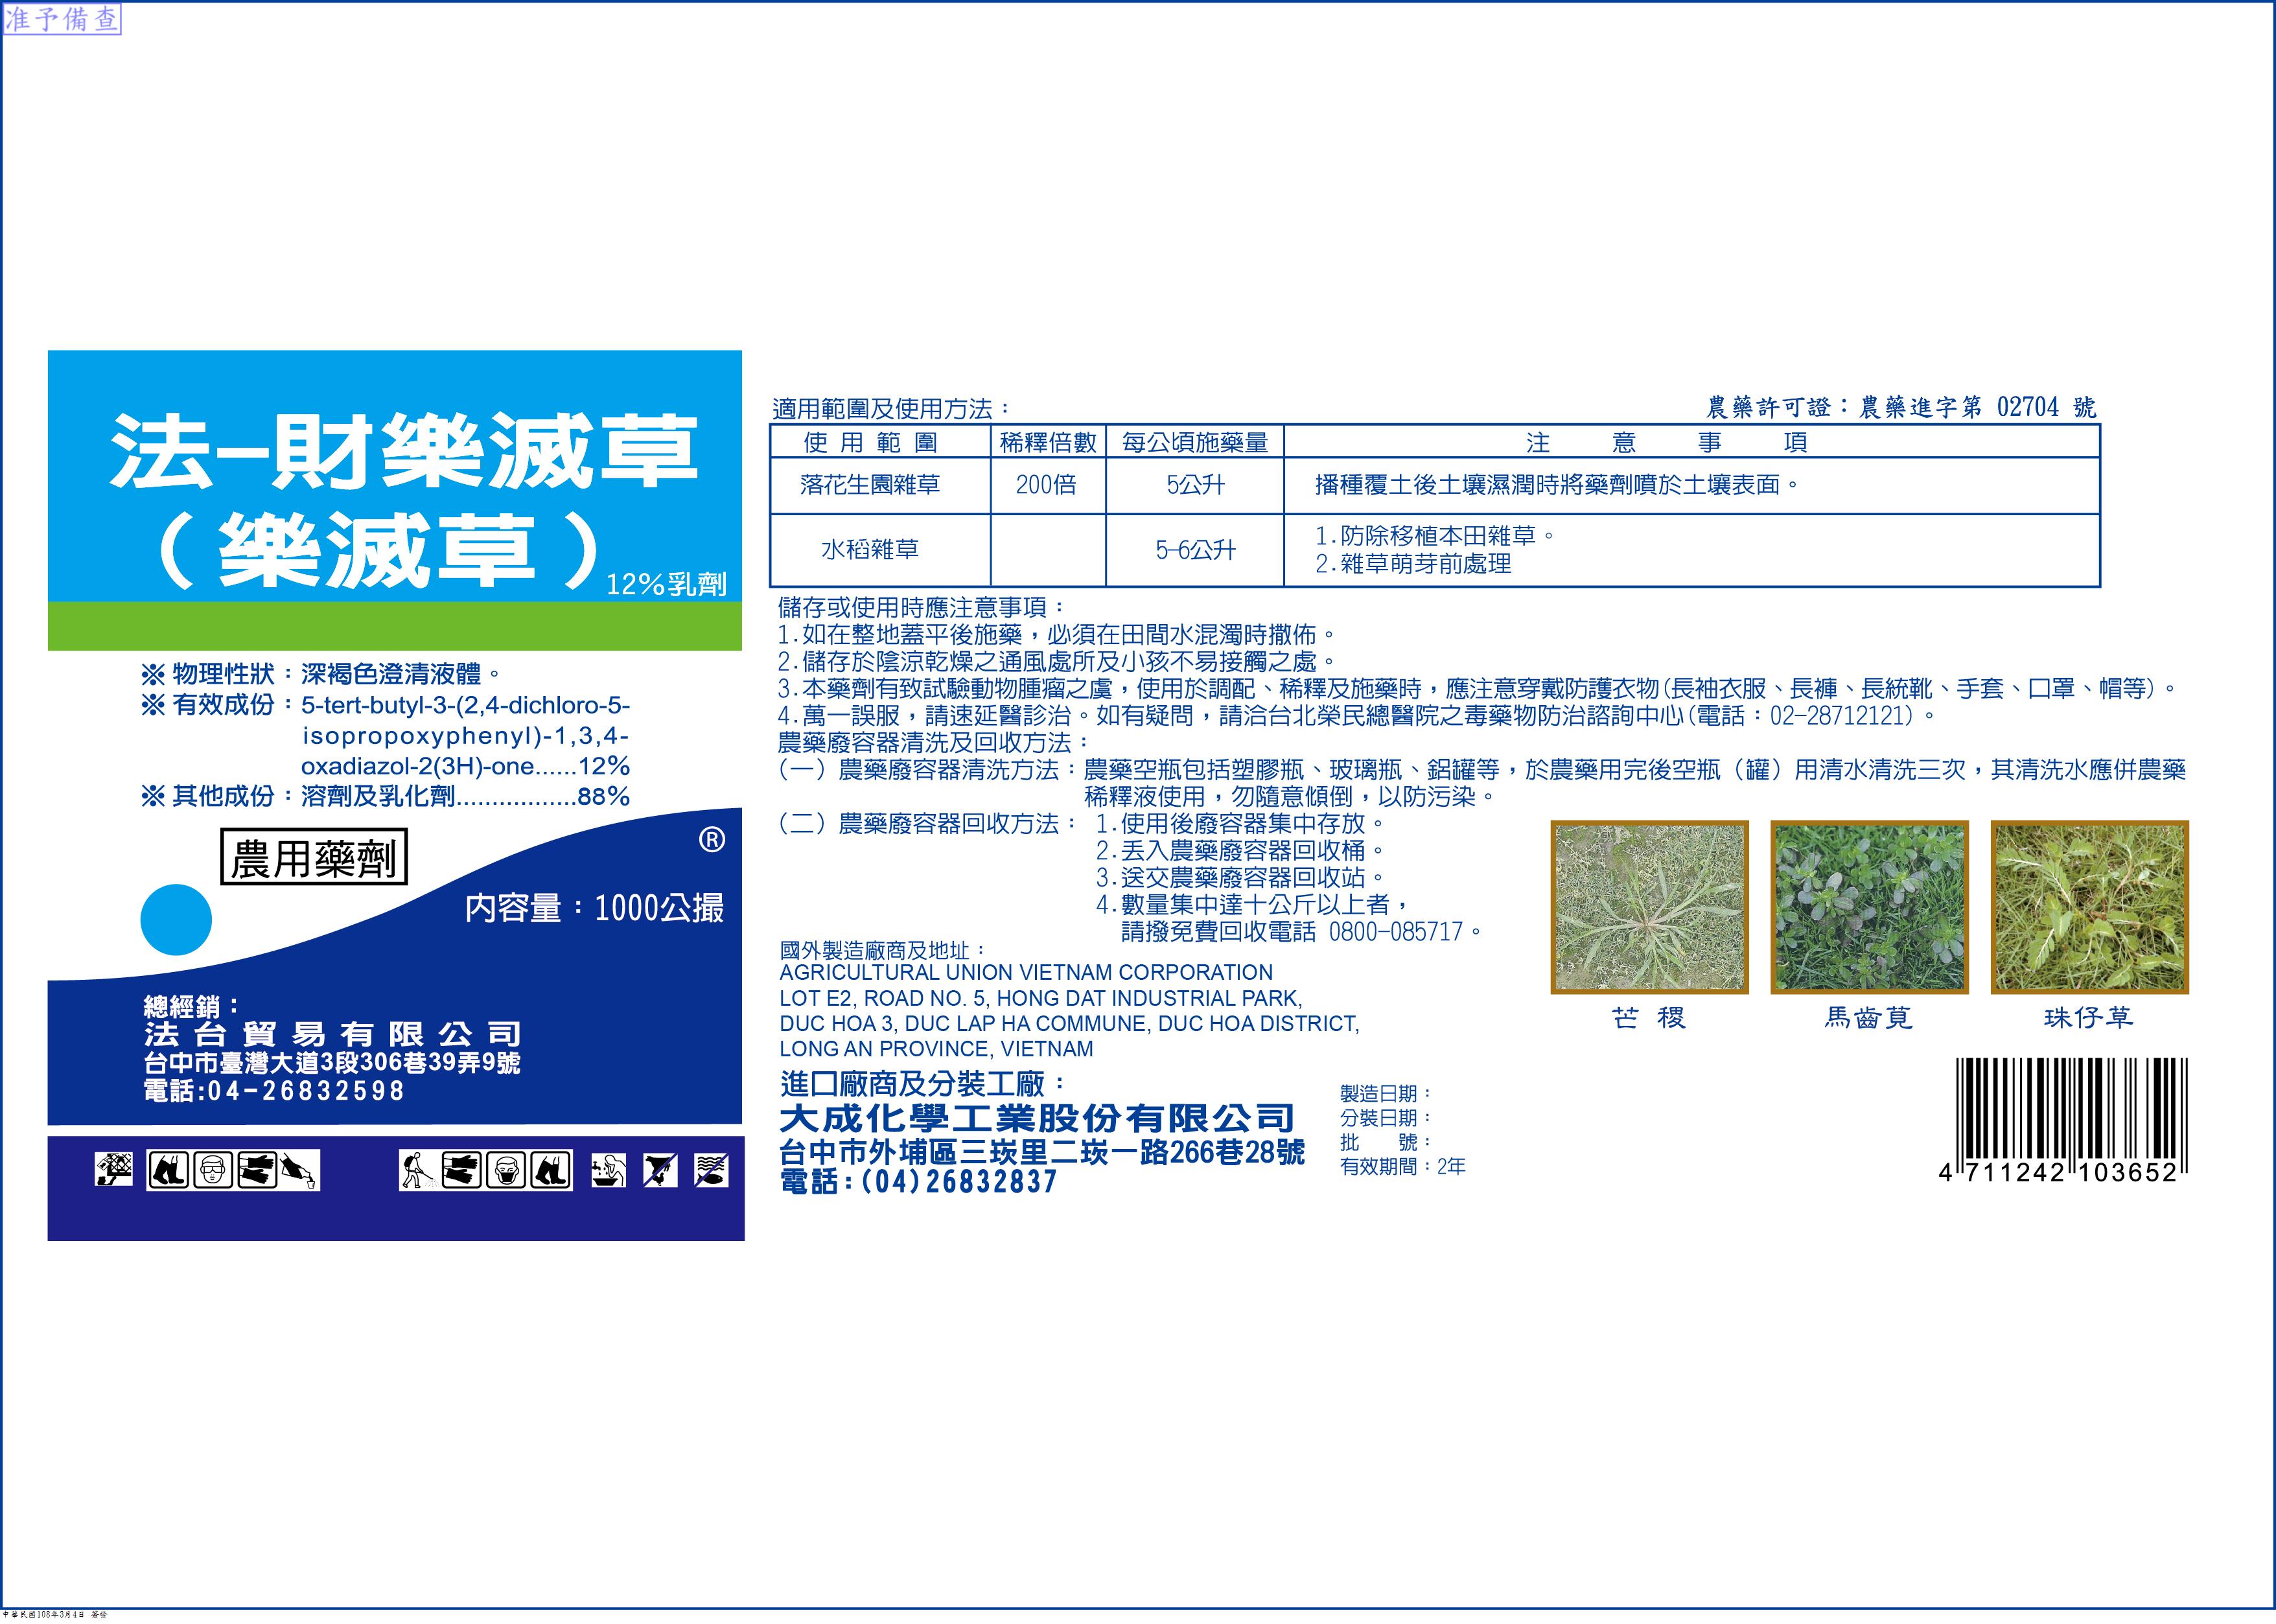 准予備查
法-財樂滅草
（樂滅草）
12%乳劑
※ 物理性狀：深褐色澄清液體。
※ 有效成份：5-tert-butyl-3-(2,4-dichloro-5-
isopropoxyphenyl)-1,3,4-
oxadiazol-2(3H)-one......12%
※ 其他成份：溶劑及乳化劑.................88%
農用藥劑
®
內容量：1000公撮
總經銷：
法台貿易有限公司
台中市臺灣大道3段306巷39弄9號
電話:04-26832598
適用範圍及使用方法：
農藥許可證：農藥進字第 02704 號
使用範圍 稀釋倍數 每公頃施藥量 注意事項
落花生園雜草 200倍 5公升 播種覆土後土壤濕潤時將藥劑噴於土壤表面。
水稻雜草 5-6公升 1.防除移植本田雜草。
2.雜草萌芽前處理
儲存或使用時應注意事項：
1.如在整地蓋平後施藥，必須在田間水混濁時撒佈。
2.儲存於陰涼乾燥之通風處所及小孩不易接觸之處。
3.本藥劑有致試驗動物腫瘤之虞，使用於調配、稀釋及施藥時，應注意穿戴防護衣物(長袖衣服、長褲、長統靴、手套、口罩、帽等)。
4.萬一誤服，請速延醫診治。如有疑問，請洽台北榮民總醫院之毒藥物防治諮詢中心(電話：02-28712121)。
農藥廢容器清洗及回收方法：
（一）農藥廢容器清洗方法：農藥空瓶包括塑膠瓶、玻璃瓶、鋁罐等，於農藥用完後空瓶（罐）用清水清洗三次，其清洗水應併農藥
稀釋液使用，勿隨意傾倒，以防污染。
（二）農藥廢容器回收方法： 1.使用後廢容器集中存放。
2.丟入農藥廢容器回收桶。
3.送交農藥廢容器回收站。
4.數量集中達十公斤以上者，
請撥免費回收電話 0800-085717。
國外製造廠商及地址：
AGRICULTURAL UNION VIETNAM CORPORATION
LOT E2, ROAD NO. 5, HONG DAT INDUSTRIAL PARK,
DUC HOA 3, DUC LAP HA COMMUNE, DUC HOA DISTRICT,
LONG AN PROVINCE, VIETNAM
進口廠商及分裝工廠：
大成化學工業股份有限公司
台中市外埔區三崁里二崁一路266巷28號
電話：(04)26832837
製造日期：
分裝日期：
批　號：
有效期間：2年
芒稷 馬齒莧 珠仔草
4 711242 103652
中華民國108年3月4日 簽發